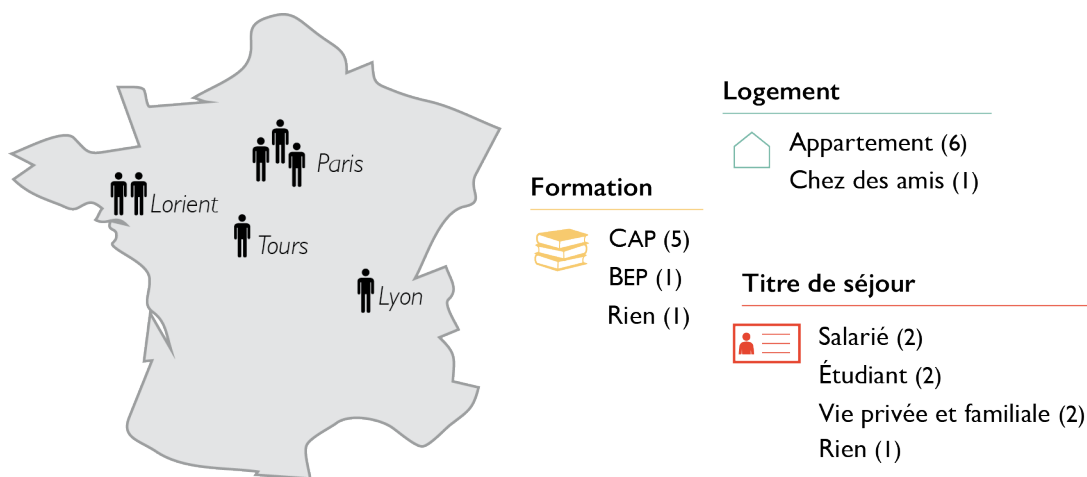 Paris
Lorient
Tours
Lyon
Formation
CAP (5)
BEP (1)
Rien (1)
Logement
Appartement (6)
Chez des amis (1)
Titre de séjour
Salarié (2)
Étudiant (2)
Vie privée et familiale (2)
Rien (1)